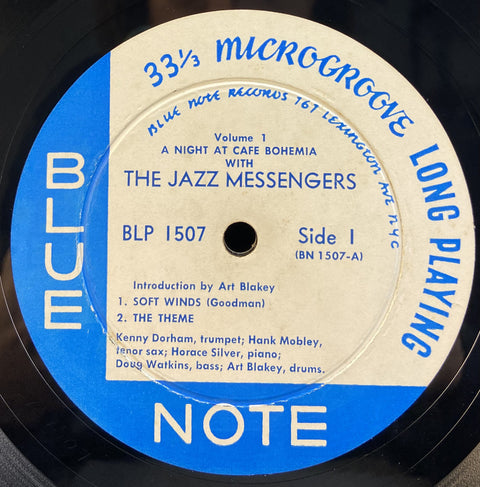 33⅓ MICROGROOVE LONG PLAYING
BLUE NOTE RECORDS 767 LEXINGTON AVE NYC
Volume 1
A NIGHT AT CAFE BOHEMIA
WITH
THE JAZZ MESSENGERS
BLP 1507
Side 1
(BN 1507-A)
Introduction by Art Blakey
1. SOFT WINDS (Goodman)
2. THE THEME
Kenny Dorham, trumpet; Hank Mobley,
tenor sax; Horace Silver, piano;
Doug Watkins, bass; Art Blakey, drums.
BLUE
NOTE